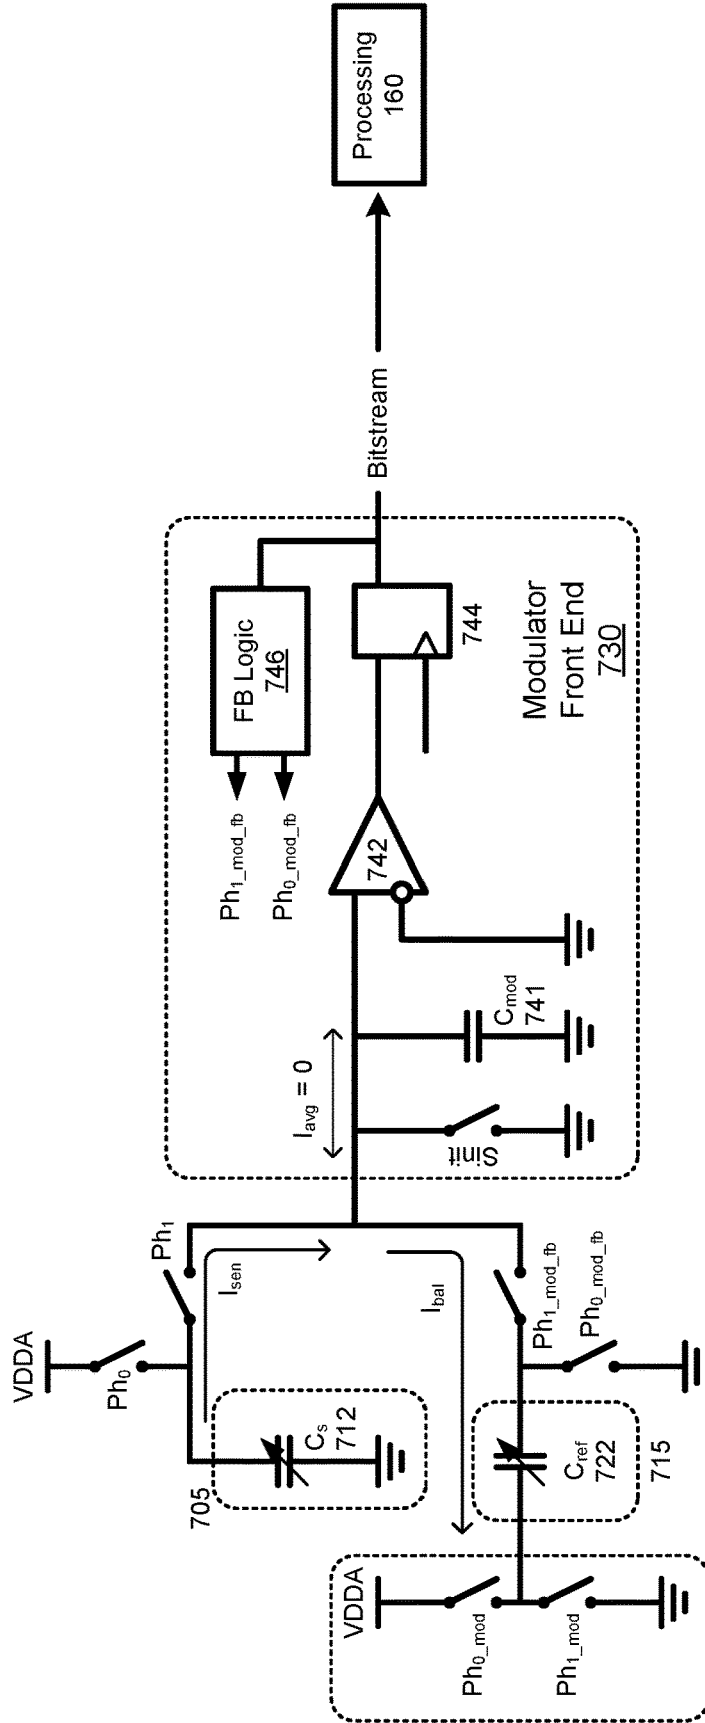 VDDA
Ph0
Ph1
Isen
705
Cs
712
Ibal
VDDA
Ph0_mod
Ph1_mod
Cref
722
715
Ph1_mod_fb
Ph0_mod_fb
Iavg = 0
Sinit
Cmod
741
742
Ph1_mod_fb
Ph0_mod_fb
FB Logic
746
744
Modulator
Front End
730
Bitstream
Processing
160